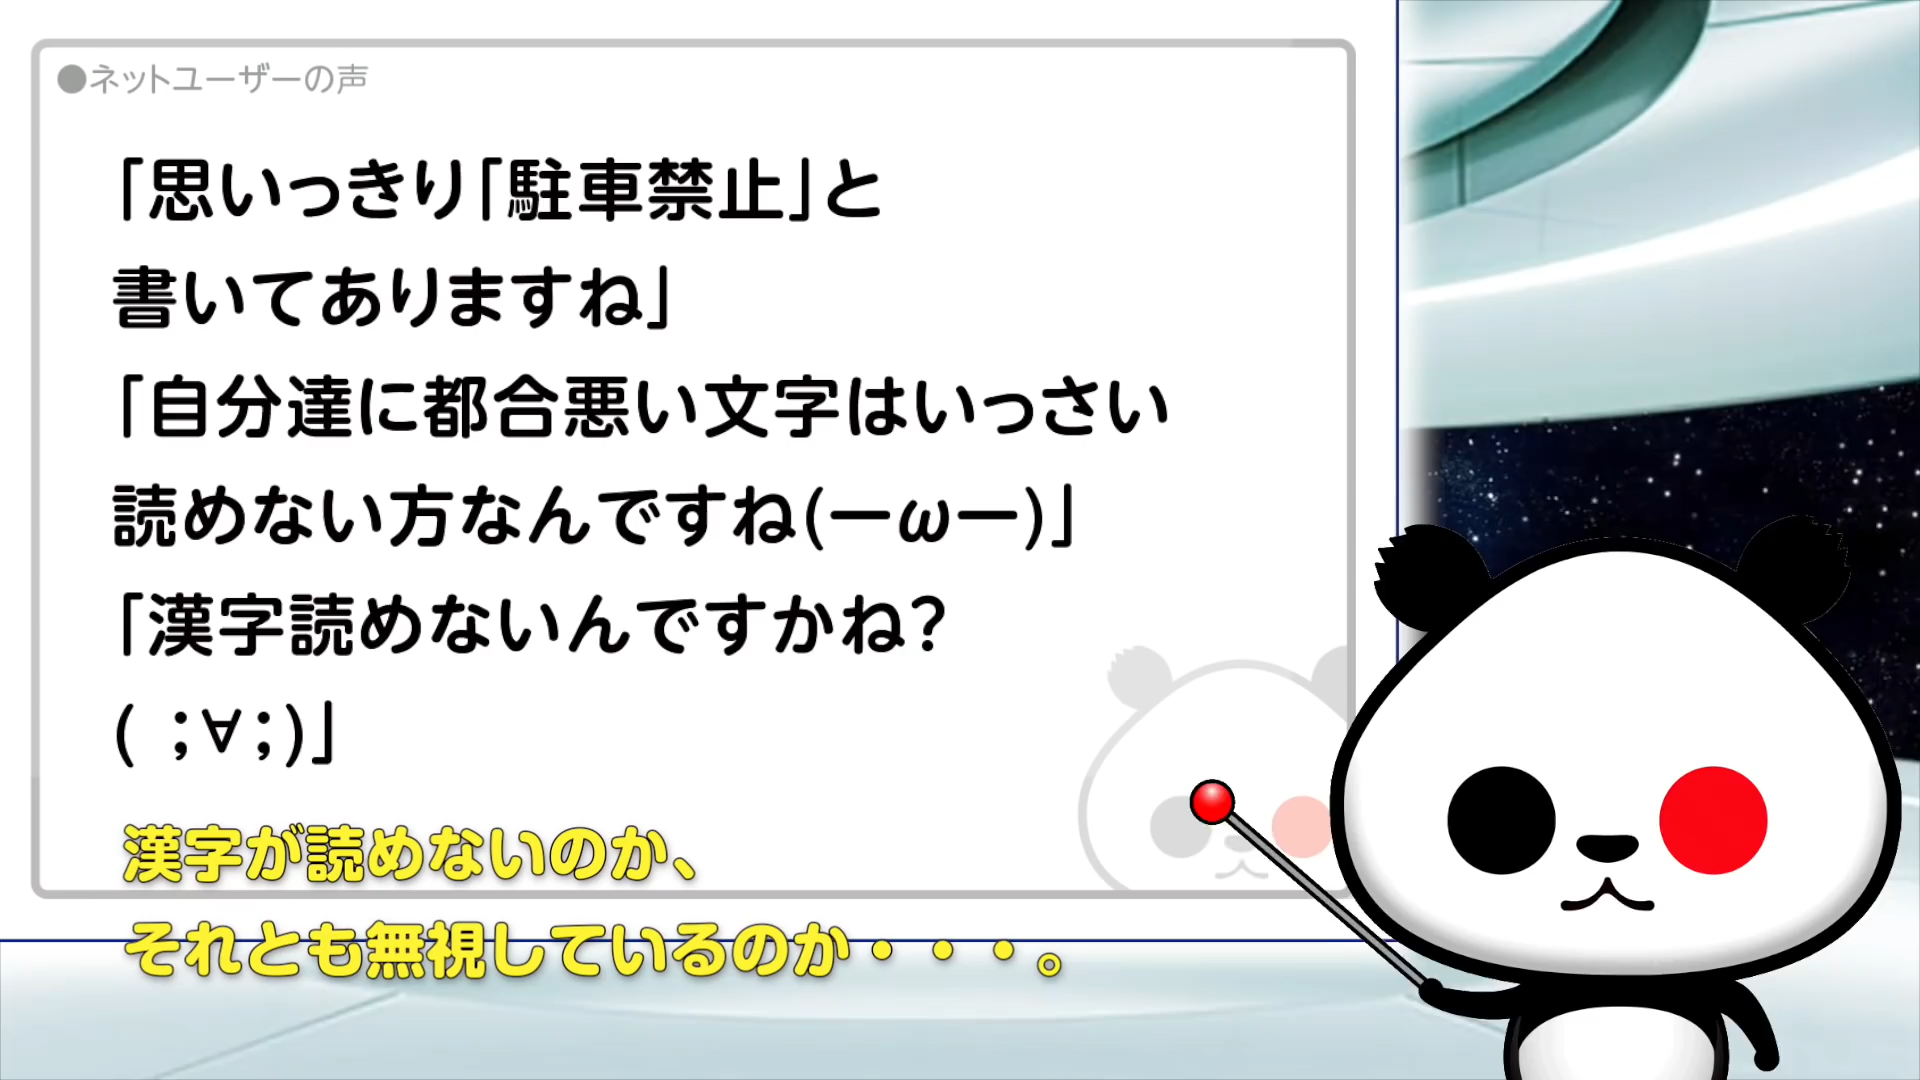 ●ネットユーザーの声
「思いっきり「駐車禁止」と
書いてありますね」
「自分達に都合悪い文字はいっさい
読めない方なんですね(ーωー)」
「漢字読めないんですかね?
( ;∀;)」
漢字が読めないのか、
それとも無視しているのか・・・。